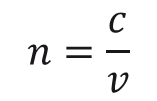 n = c/v